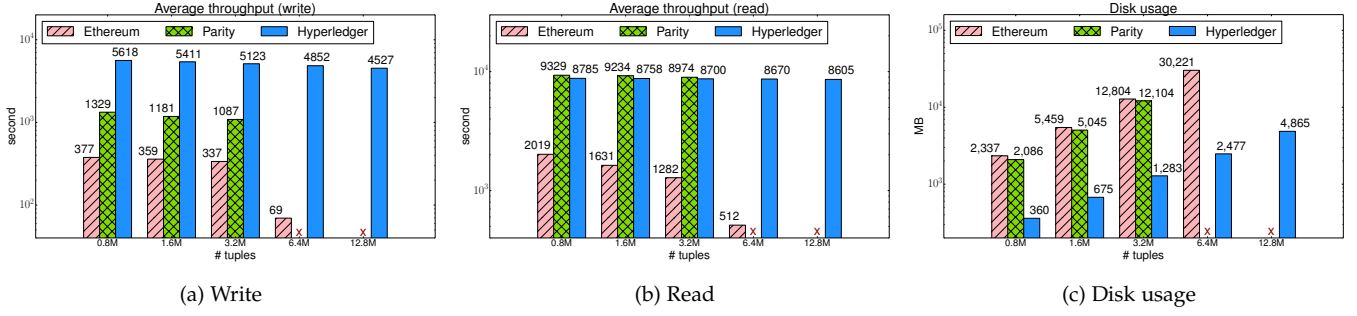 Average throughput (write)
Ethereum Parity Hyperledger
10^4
10^3
10^2
second
377 1329 5618
359 1181 5411
337 1087 5123
69 x 4852
x 4527
0.8M 1.6M 3.2M 6.4M 12.8M
# tuples
(a) Write
Average throughput (read)
Ethereum Parity Hyperledger
10^4
10^3
second
2019 9329 8785
1631 9234 8758
1282 8974 8700
512 x 8670
x 8605
0.8M 1.6M 3.2M 6.4M 12.8M
# tuples
(b) Read
Disk usage
Ethereum Parity Hyperledger
10^5
10^4
10^3
MB
2,337 2,086 360
5,459 5,045 675
12,804 12,104 1,283
30,221 x 2,477
x 4,865
0.8M 1.6M 3.2M 6.4M 12.8M
# tuples
(c) Disk usage